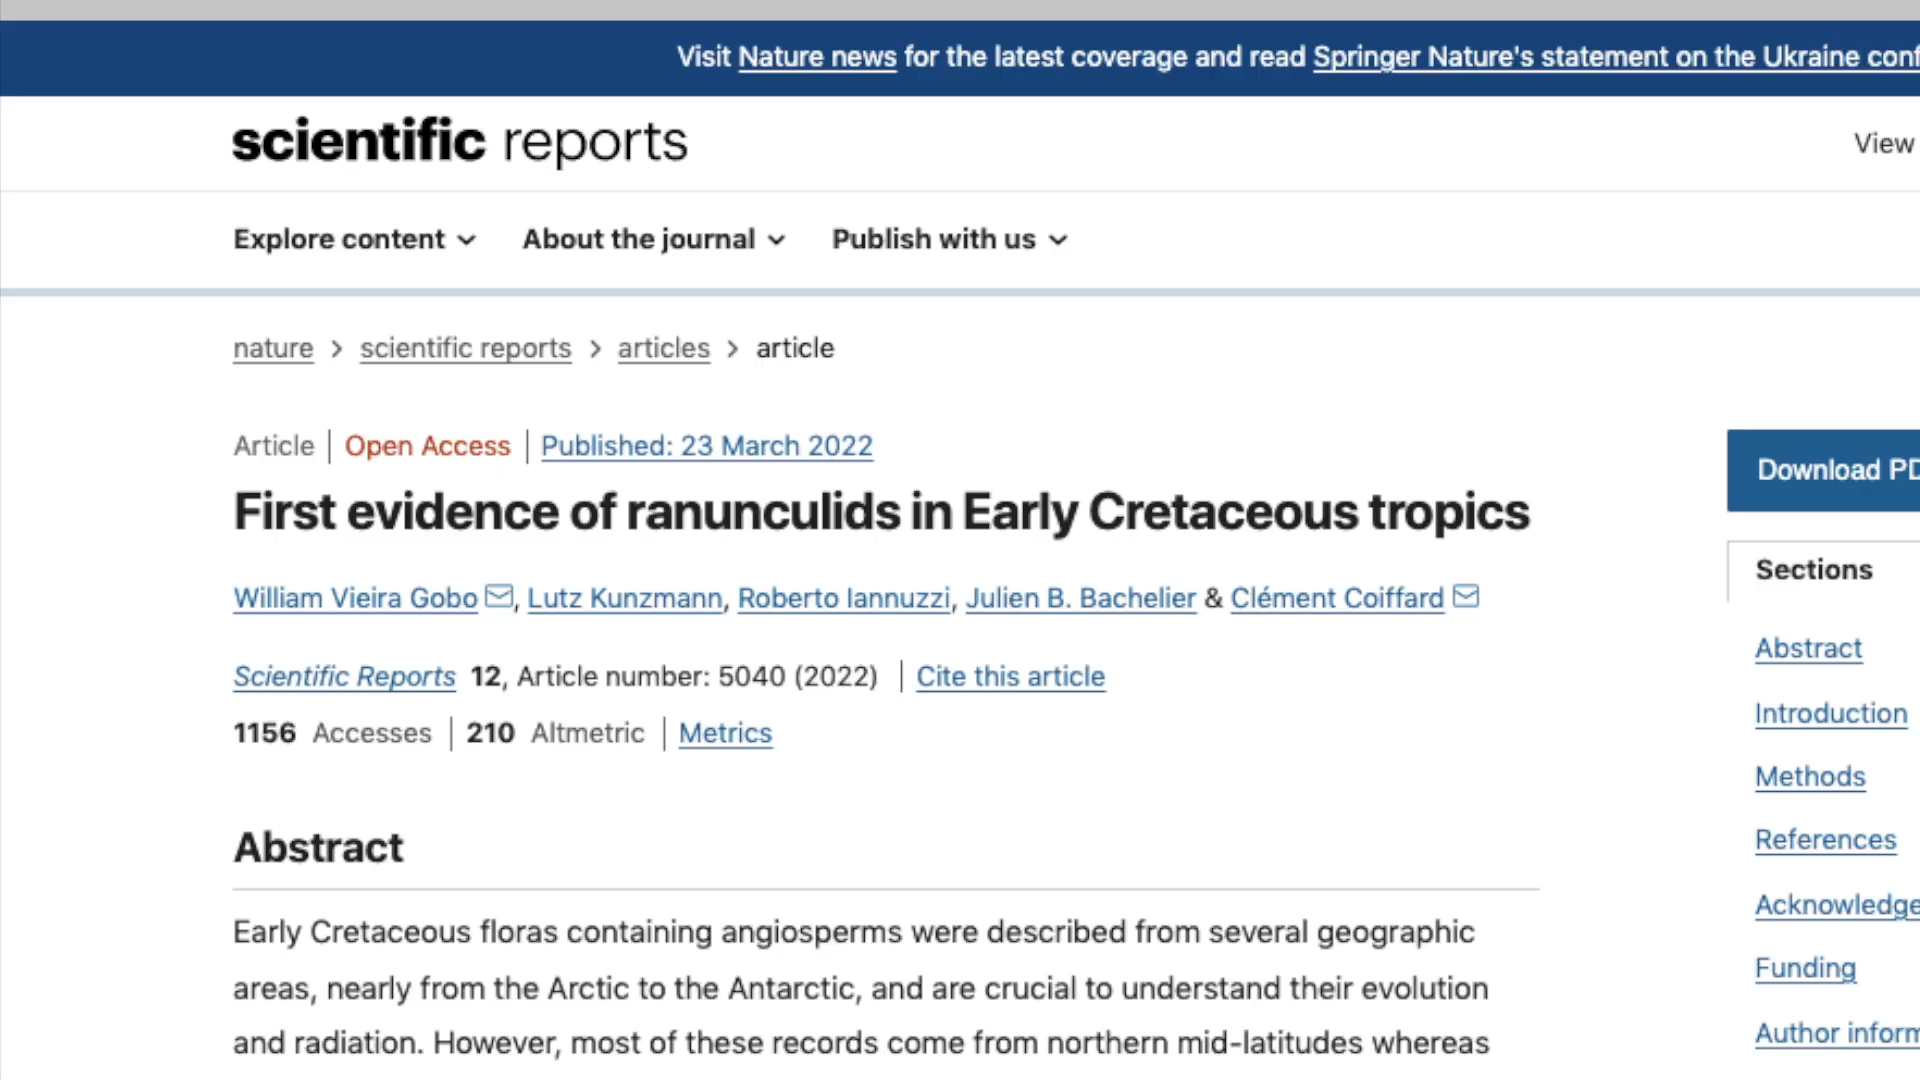 Visit Nature news for the latest coverage and read Springer Nature's statement on the Ukraine
scientific reports
View
Explore content
About the journal
Publish with us
nature > scientific reports > articles > article
Article | Open Access | Published: 23 March 2022
First evidence of ranunculids in Early Cretaceous tropics
William Vieira Gobo, Lutz Kunzmann, Roberto Iannuzzi, Julien B. Bachelier & Clément Coiffard
Scientific Reports 12, Article number: 5040 (2022) | Cite this article
1156 Accesses | 210 Altmetric | Metrics
Abstract
Early Cretaceous floras containing angiosperms were described from several geographic
areas, nearly from the Arctic to the Antarctic, and are crucial to understand their evolution
and radiation. However, most of these records come from northern mid-latitudes whereas
Download
Sections
Abstract
Introduction
Methods
References
Acknowledge
Funding
Author inform